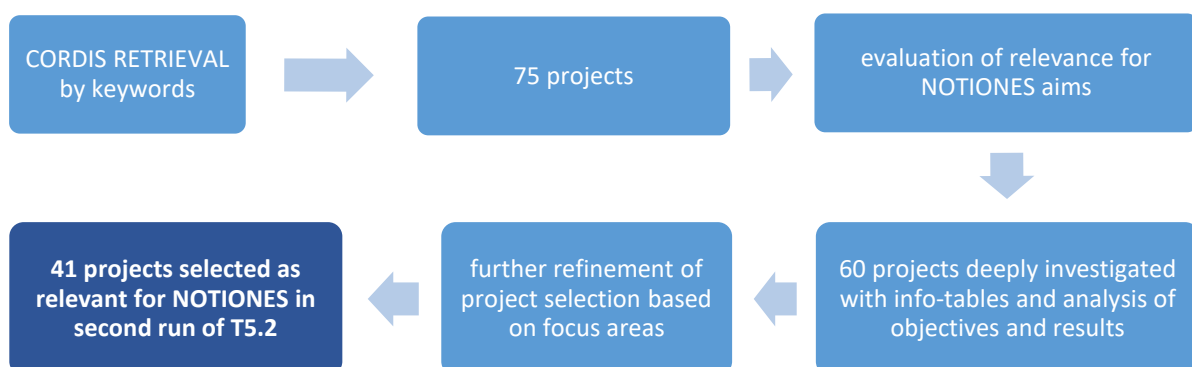 CORDIS RETRIEVAL
by keywords
75 projects
evaluation of relevance for
NOTIONES aims
60 projects deeply investigated
with info-tables and analysis of
objectives and results
further refinement of
project selection based
on focus areas
41 projects selected as
relevant for NOTIONES in
second run of T5.2